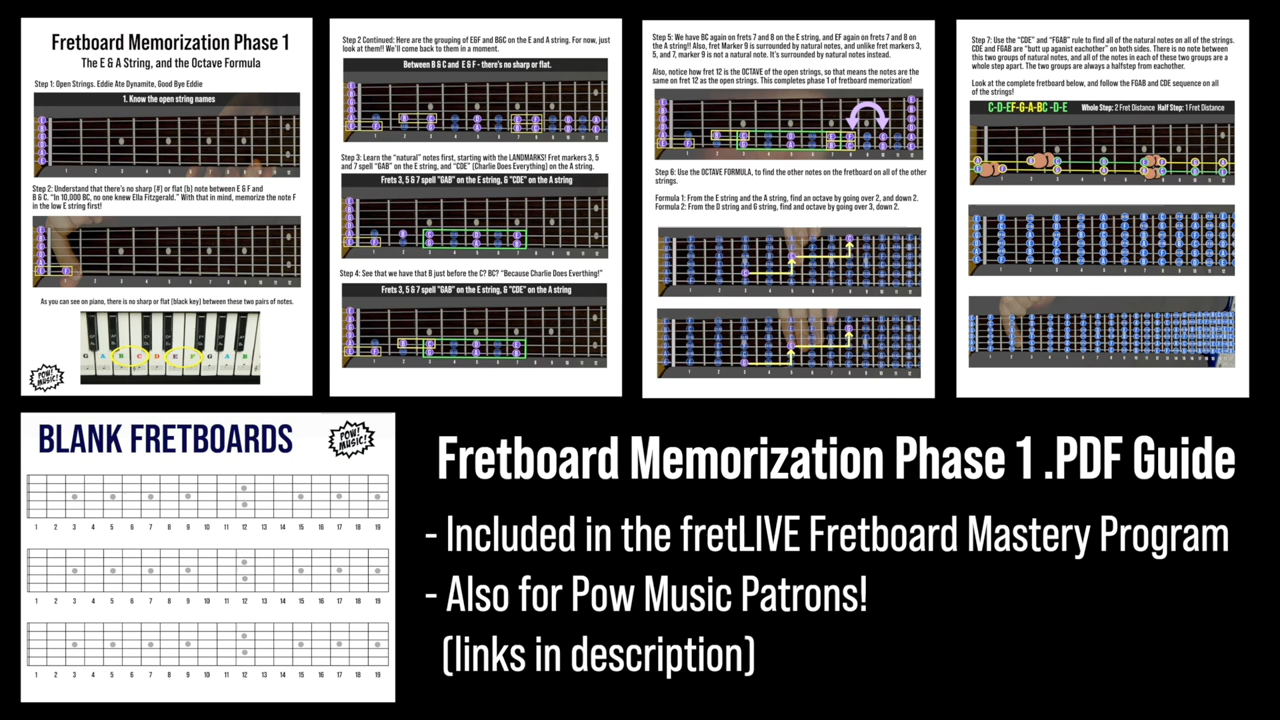 Fretboard Memorization Phase 1
The E & A String, and the Octave Formula
Step 1: Open Strings. Eddie Ate Dynamite, Good Bye Eddie
1. Know the open string names
Step 2: Understand that there's no sharp (#) or flat (b) note between E & F and
B & C. "In 10,000 BC, no one knew Ella Fitzgerald." With that in mind, memorize the note F
in the low E string first!
As you can see on piano, there is no sharp or flat (black key) between these two pairs of notes.
G A B C D E F G A B
POW!
MUSIC!
Step 2 Continued: Here are the grouping of E&F and B&C on the E and A string. For now, just
look at them!! We'll come back to them in a moment.
Between B & C and E & F - there's no sharp or flat.
Step 3: Learn the "natural" notes first, starting with the LANDMARKS! Fret markers 3, 5
and 7 spell "GAB" on the E string, and "CDE" (Charlie Does Everything) on the A string.
Frets 3, 5 & 7 spell "GAB" on the E string, & "CDE" on the A string
Step 4: See that we have that B just before the C? BC? "Because Charlie Does Everthing!"
Frets 3, 5 & 7 spell "GAB" on the E string, & "CDE" on the A string
Step 5: We have BC again on frets 7 and 8 on the E string, and EF again on frets 7 and 8 on
the A string!! Also, fret Marker 9 is surrounded by natural notes, and unlike fret markers 3,
5, and 7, marker 9 is not a natural note. It's surrounded by natural notes instead.
Also, notice how fret 12 is the OCTAVE of the open strings, so that means the notes are the
same on fret 12 as the open strings. This completes phase 1 of fretboard memorization!
Step 6: Use the OCTAVE FORMULA, to find the other notes on the fretboard on all of the other
strings.
Formula 1: From the E string and the A string, find an octave by going over 2, and down 2.
Formula 2: From the D string and G string, find and octave by going over 3, down 2.
Step 7: Use the "CDE" and "FGAB" rule to find all of the natural notes on all of the strings.
CDE and FGAB are "butt up aganist eachother" on both sides. There is no note between
this two groups of natural notes, and all of the notes in each of these two groups are a
whole step apart. The two groups are always a halfstep from eachother.
Look at the complete fretboard below, and follow the FGAB and CDE sequence on all
of the strings!
C-D-EF-G-A-BC -D-E Whole Step: 2 Fret Distance Half Step: 1 Fret Distance
BLANK FRETBOARDS
POW!
MUSIC!
1 2 3 4 5 6 7 8 9 10 11 12 13 14 15 16 17 18 19
1 2 3 4 5 6 7 8 9 10 11 12 13 14 15 16 17 18 19
1 2 3 4 5 6 7 8 9 10 11 12 13 14 15 16 17 18 19
Fretboard Memorization Phase 1 .PDF Guide
- Included in the fretLIVE Fretboard Mastery Program
- Also for Pow Music Patrons!
(links in description)